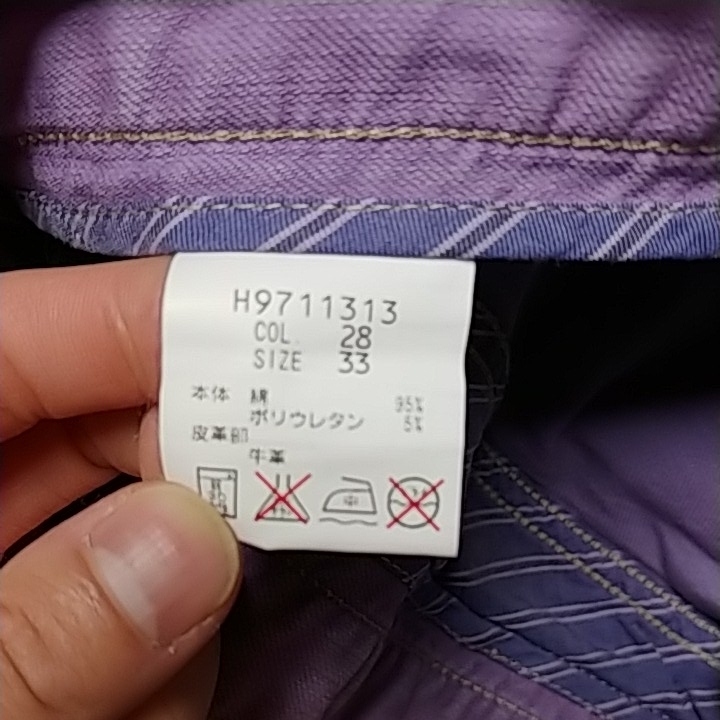 H9711313
COL. 28
SIZE 33
本体 綿 95%
ポリウレタン 5%
皮革部
牛革
中